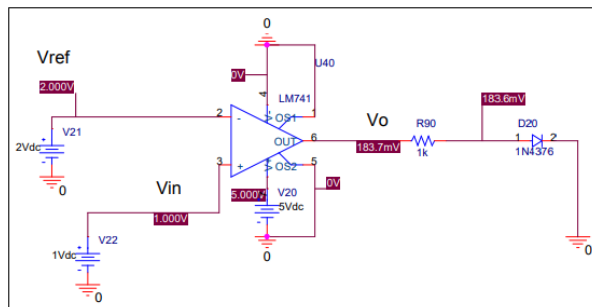 0
Vref
U40
2.000V
0V
4
LM741
V-
OS1
1
2
-
V21
Vo
R90
183.6mV
D20
OUT
6
1
2
2Vdc
183.7mV
1k
1N4376
+
3
OS2
5
0
Vin
V+
5.000V
V20
0V
1.000V
5Vdc
V22
0
0
1Vdc
0